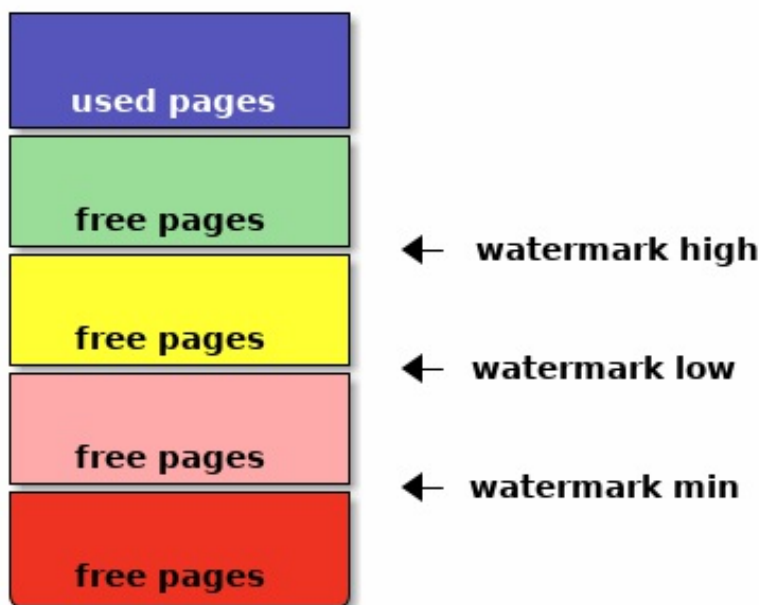 used pages
free pages
watermark high
free pages
watermark low
free pages
watermark min
free pages